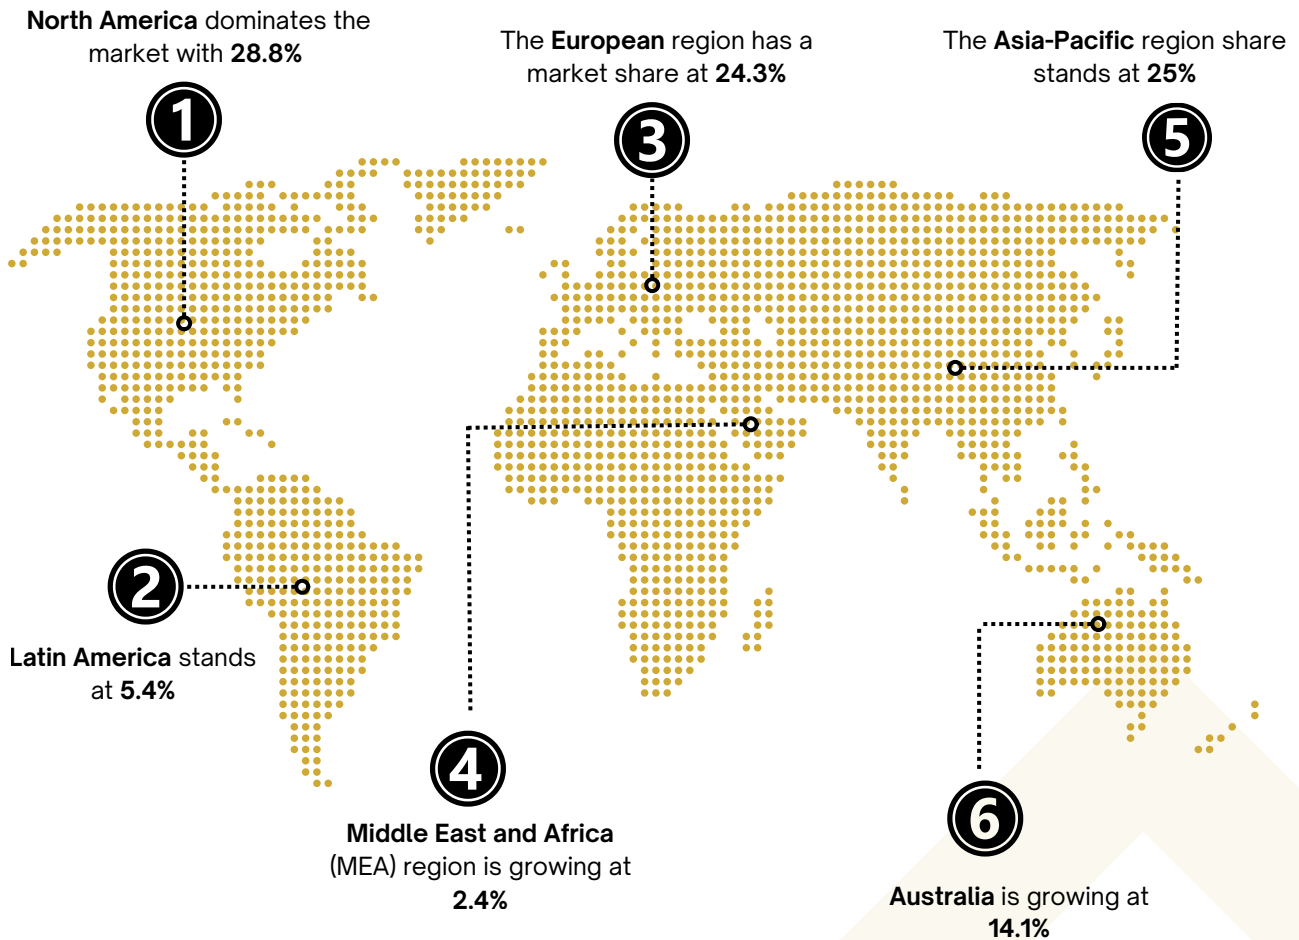 North America dominates the
market with 28.8%
1
The European region has a
market share at 24.3%
3
The Asia-Pacific region share
stands at 25%
5
2
Latin America stands
at 5.4%
4
Middle East and Africa
(MEA) region is growing at
2.4%
6
Australia is growing at
14.1%